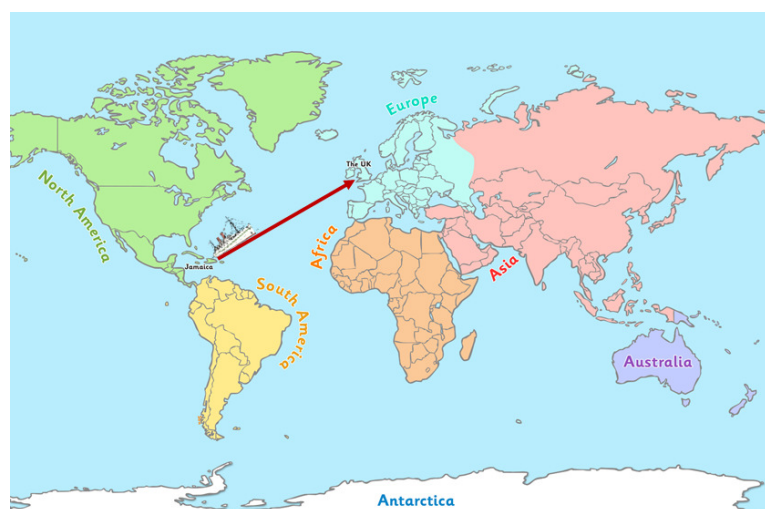 Europe
The UK
North America
Jamaica
Africa
Asia
South America
Australia
Antarctica